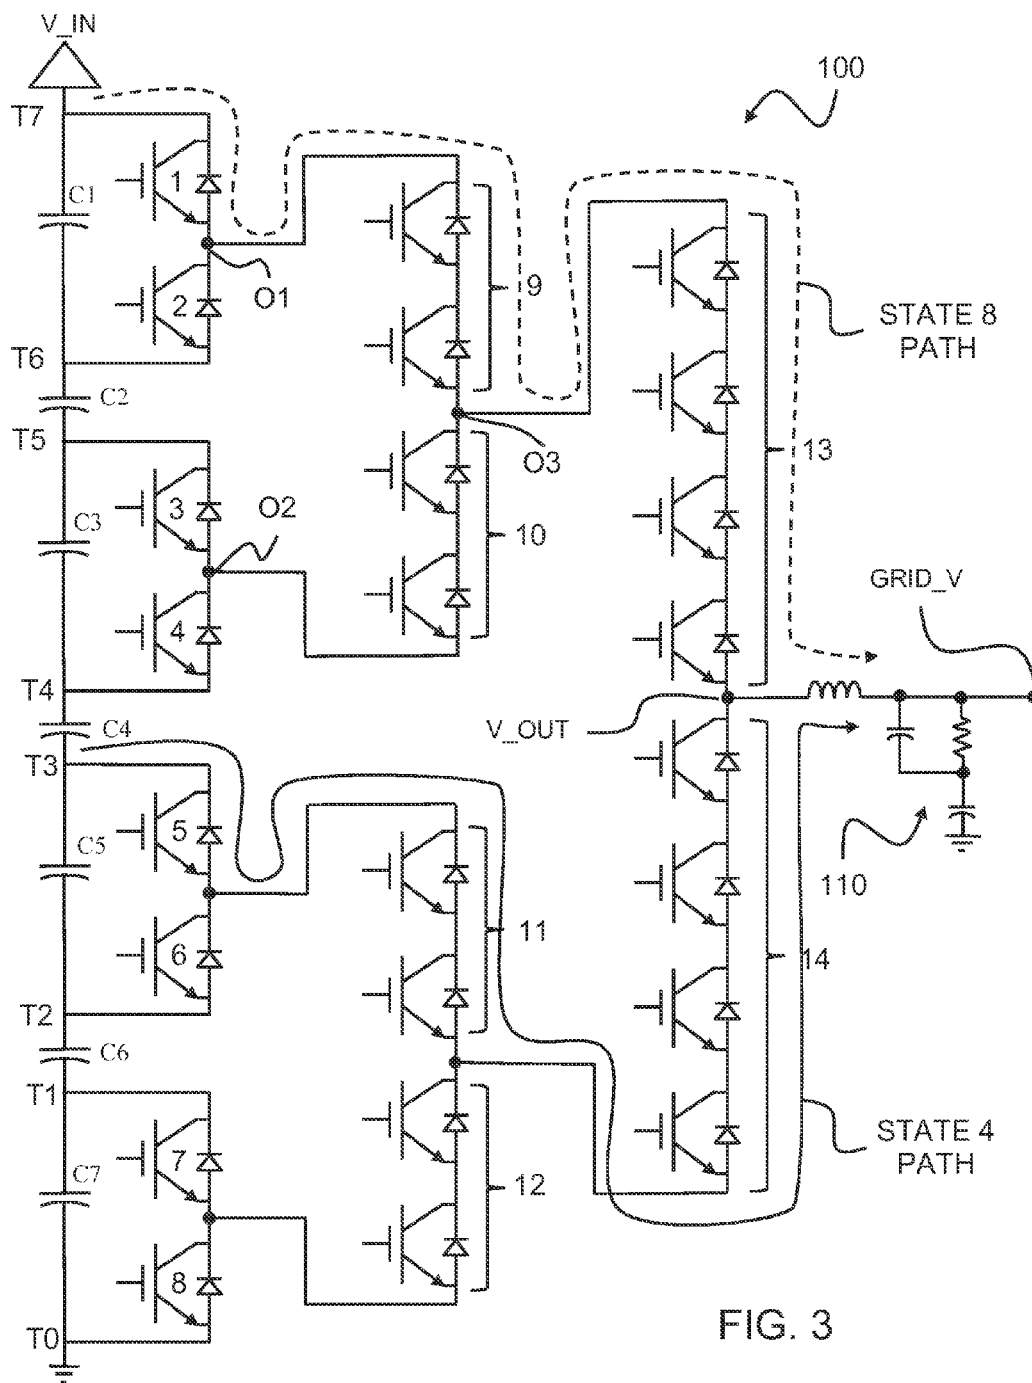 V_IN
100
T7
C1
1
O1
2
9
STATE 8
PATH
T6
C2
T5
O3
13
3
O2
C3
10
4
GRID_V
T4
C4
V_OUT
T3
5
C5
110
11
6
14
T2
C6
T1
STATE 4
PATH
7
C7
12
8
FIG. 3
T0